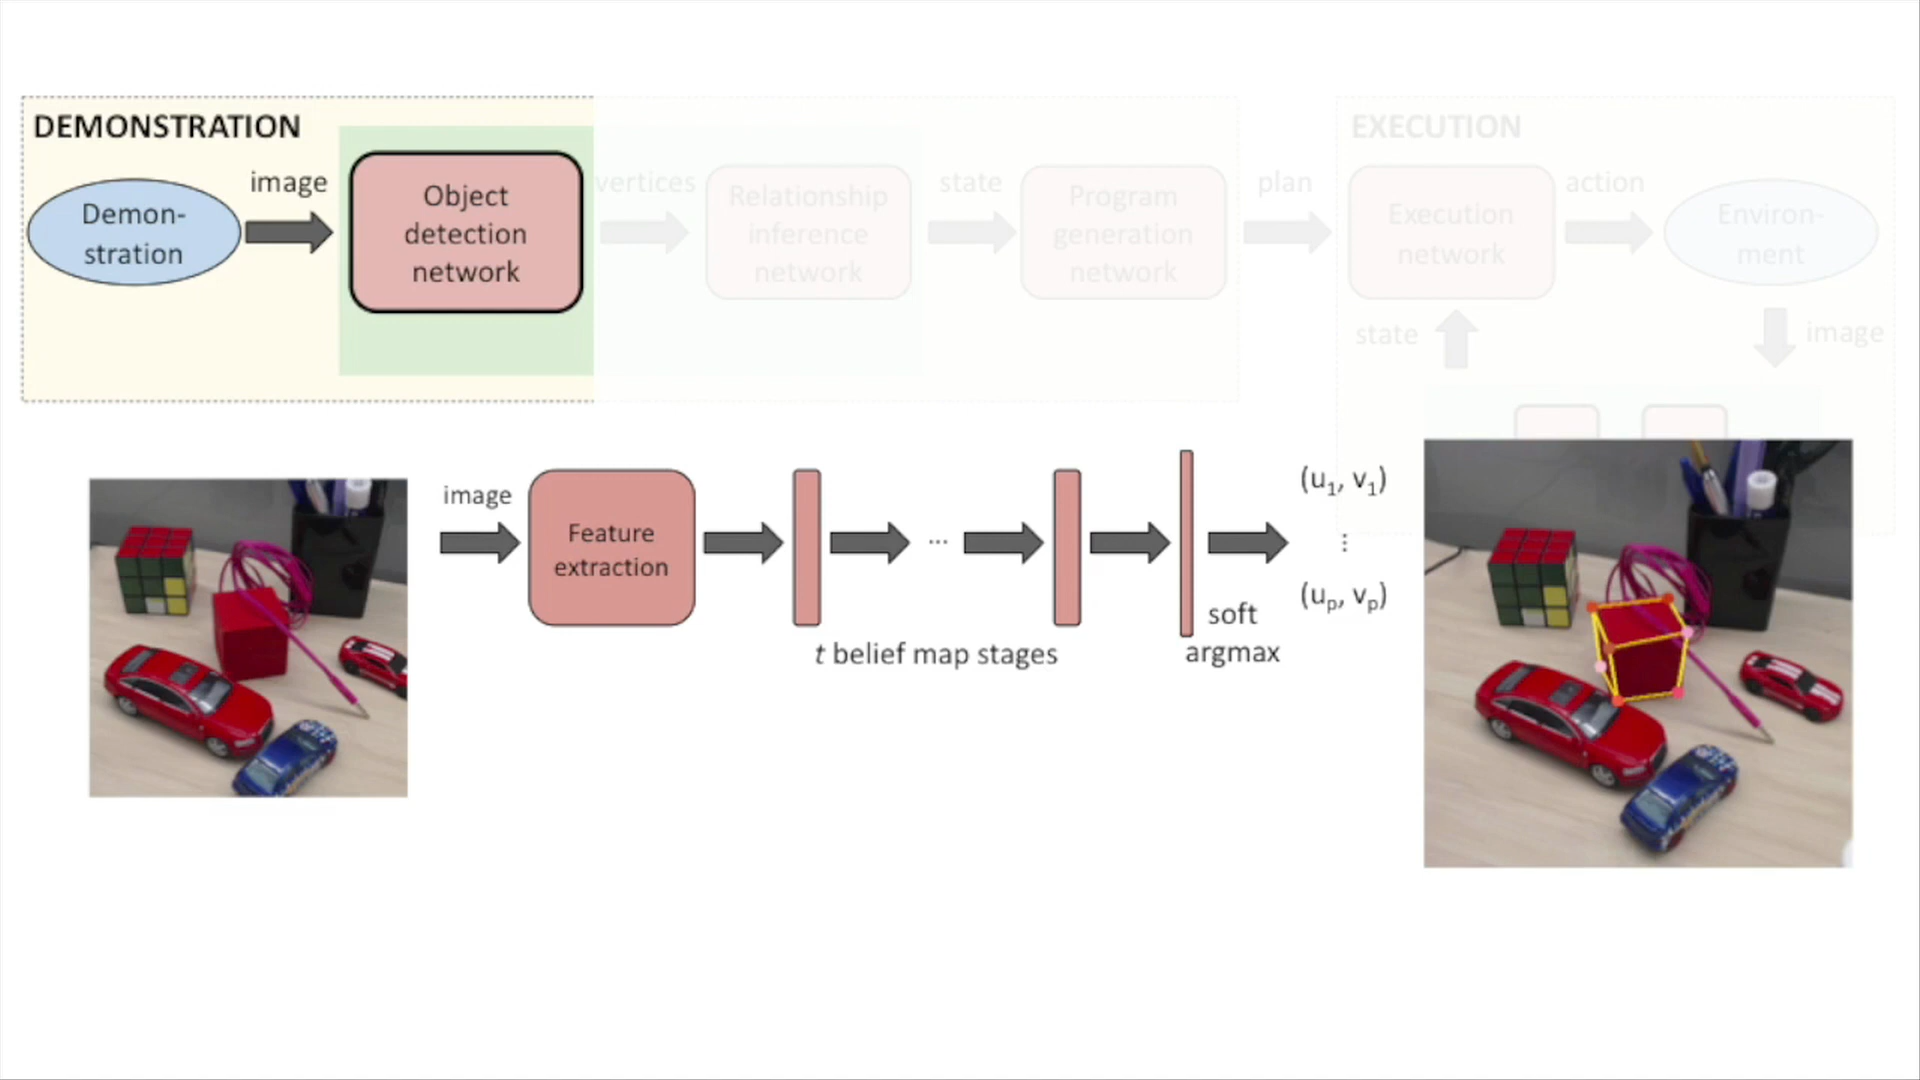 DEMONSTRATION
Demon-
stration
image
Object
detection
network
vertices
Relationship
inference
network
state
Program
generation
network
plan
EXECUTION
Execution
network
action
Environ-
ment
state
image
image
Feature
extraction
...
t belief map stages
soft
argmax
(u1, v1)
⋮
(up, vp)